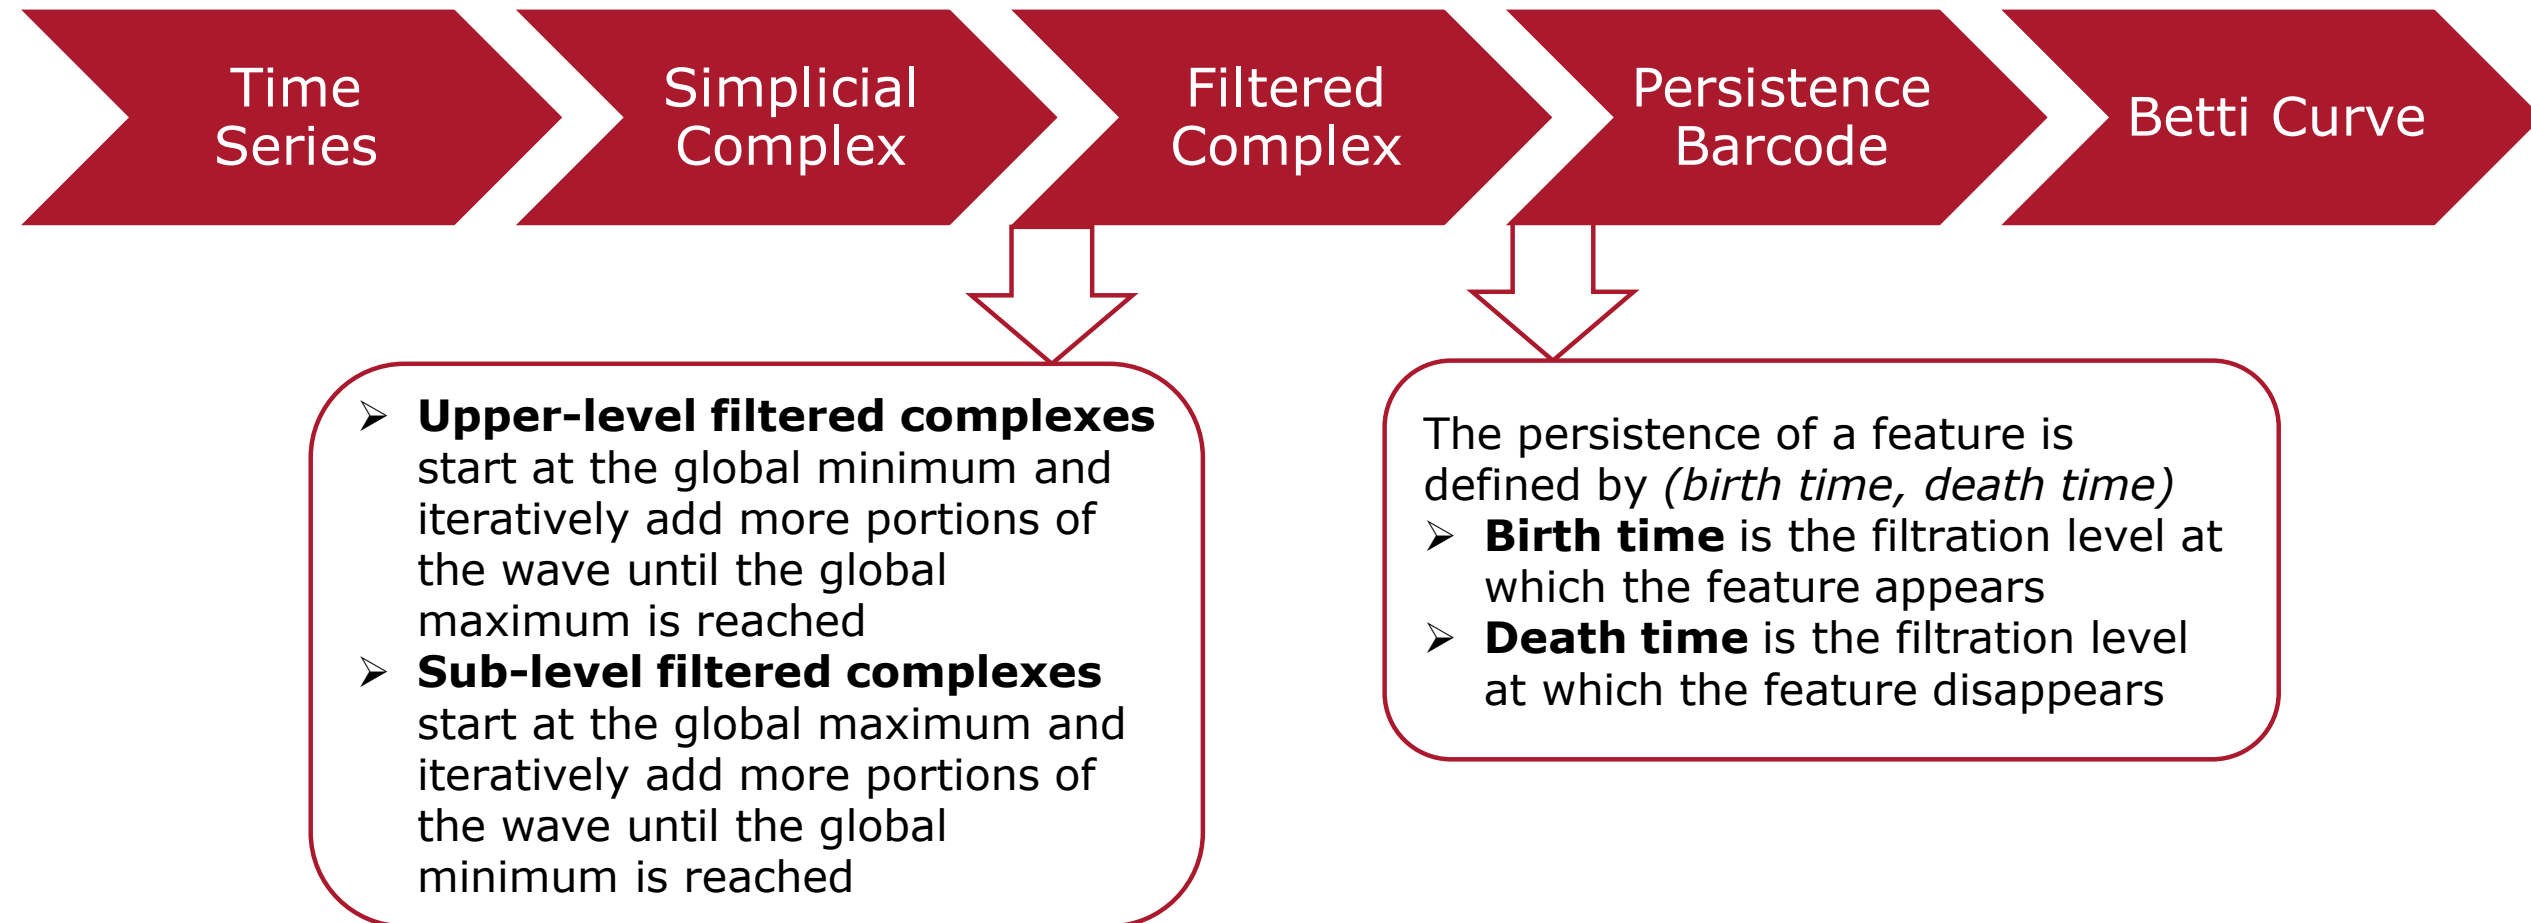 Time
Series
Simplicial
Complex
Filtered
Complex
Persistence
Barcode
Betti Curve
➢ Upper-level filtered complexes
start at the global minimum and
iteratively add more portions of
the wave until the global
maximum is reached
➢ Sub-level filtered complexes
start at the global maximum and
iteratively add more portions of
the wave until the global
minimum is reached
The persistence of a feature is
defined by (birth time, death time)
➢ Birth time is the filtration level at
which the feature appears
➢ Death time is the filtration level
at which the feature disappears